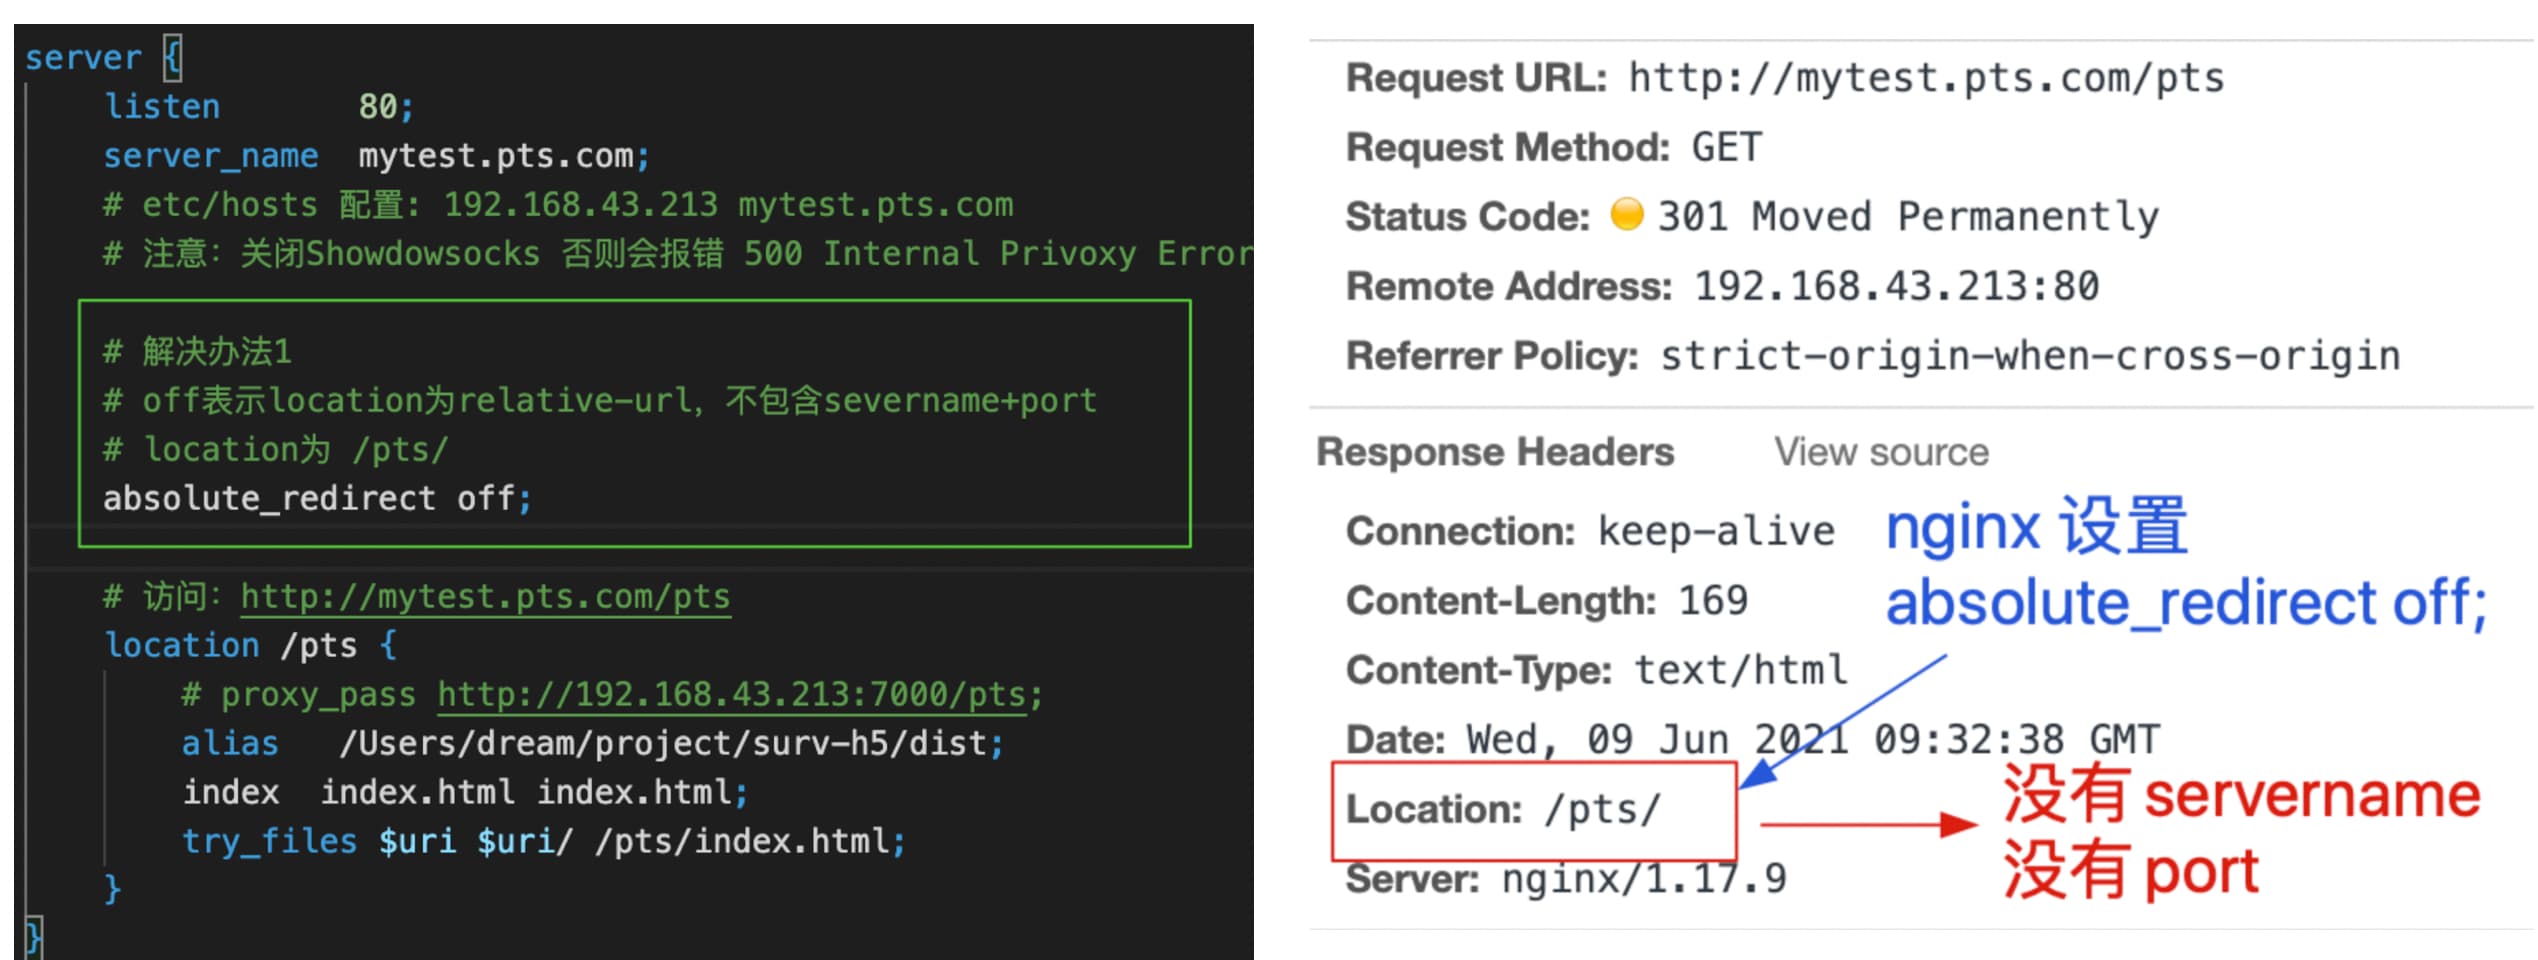 server {
listen 80;
server_name mytest.pts.com;
# etc/hosts 配置: 192.168.43.213 mytest.pts.com
# 注意: 关闭Showdowsocks 否则会报错 500 Internal Privoxy Error
# 解决办法1
# off表示location为relative-url, 不包含severname+port
# location为 /pts/
absolute_redirect off;
# 访问: http://mytest.pts.com/pts
location /pts {
# proxy_pass http://192.168.43.213:7000/pts;
alias /Users/dream/project/surv-h5/dist;
index index.html index.html;
try_files $uri $uri/ /pts/index.html;
}
}
Request URL: http://mytest.pts.com/pts
Request Method: GET
Status Code: 301 Moved Permanently
Remote Address: 192.168.43.213:80
Referrer Policy: strict-origin-when-cross-origin
Response Headers View source
Connection: keep-alive
Content-Length: 169
Content-Type: text/html
Date: Wed, 09 Jun 2021 09:32:38 GMT
Location: /pts/
Server: nginx/1.17.9
nginx 设置
absolute_redirect off;
没有 servername
没有 port